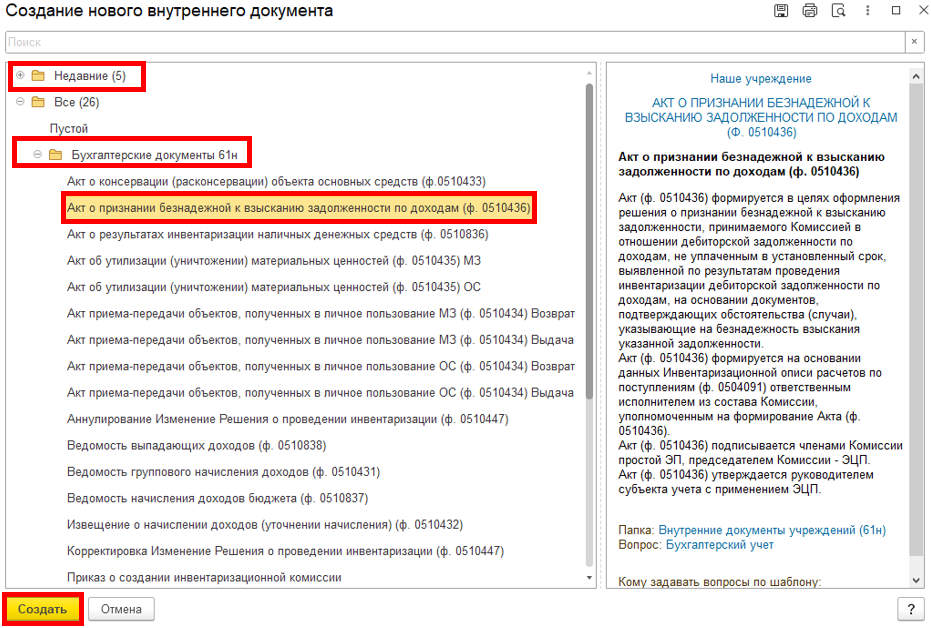 Создание нового внутреннего документа
Поиск
×
Недавние (5)
Все (26)
Пустой
Бухгалтерские документы 61н
Акт о консервации (расконсервации) объекта основных средств (ф.0510433)
Акт о признании безнадежной к взысканию задолженности по доходам (ф. 0510436)
Акт о результатах инвентаризации наличных денежных средств (ф. 0510836)
Акт об утилизации (уничтожении) материальных ценностей (ф. 0510435) МЗ
Акт об утилизации (уничтожении) материальных ценностей (ф. 0510435) ОС
Акт приема-передачи объектов, полученных в личное пользование МЗ (ф. 0510434) Возврат
Акт приема-передачи объектов, полученных в личное пользование МЗ (ф. 0510434) Выдача
Акт приема-передачи объектов, полученных в личное пользование ОС (ф. 0510434) Возврат
Акт приема-передачи объектов, полученных в личное пользование ОС (ф. 0510434) Выдача
Аннулирование Изменение Решения о проведении инвентаризации (ф. 0510447)
Ведомость выпадающих доходов (ф. 0510838)
Ведомость группового начисления доходов (ф. 0510431)
Ведомость начисления доходов бюджета (ф. 0510837)
Извещение о начислении доходов (уточнении начисления) (ф. 0510432)
Корректировка Изменение Решения о проведении инвентаризации (ф. 0510447)
Приказ о создании инвентаризационной комиссии
Наше учреждение
АКТ О ПРИЗНАНИИ БЕЗНАДЕЖНОЙ К
ВЗЫСКАНИЮ ЗАДОЛЖЕННОСТИ ПО ДОХОДАМ
(Ф. 0510436)
Акт о признании безнадежной к взысканию
задолженности по доходам (ф. 0510436)
Акт (ф. 0510436) формируется в целях оформления
решения о признании безнадежной к взысканию
задолженности, принимаемого Комиссией в
отношении дебиторской задолженности по
доходам, не уплаченным в установленный срок,
выявленной по результатам проведения
инвентаризации дебиторской задолженности по
доходам, на основании документов,
подтверждающих обстоятельства (случаи),
указывающие на безнадежность взыскания
указанной задолженности.
Акт (ф. 0510436) формируется на основании
данных Инвентаризационной описи расчетов по
поступлениям (ф. 0504091) ответственным
исполнителем из состава Комиссии,
уполномоченным на формирование Акта (ф.
0510436).
Акт (ф. 0510436) подписывается членами Комиссии
простой ЭП, председателем Комиссии - ЭЦП.
Акт (ф. 0510436) утверждается руководителем
субъекта учета с применением ЭЦП.
Папка: Внутренние документы учреждений (61н)
Вопрос: Бухгалтерский учет
Кому задавать вопросы по шаблону:
Создать
Отмена
?